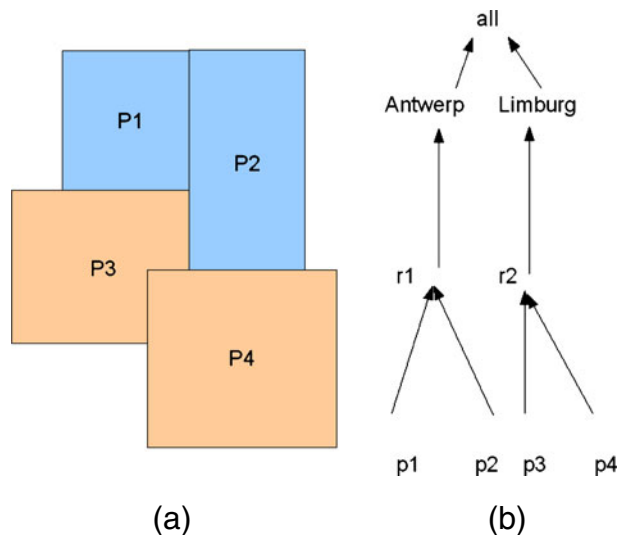 P1
P2
P3
P4
(a)
all
Antwerp Limburg
r1 r2
p1 p2 p3 p4
(b)